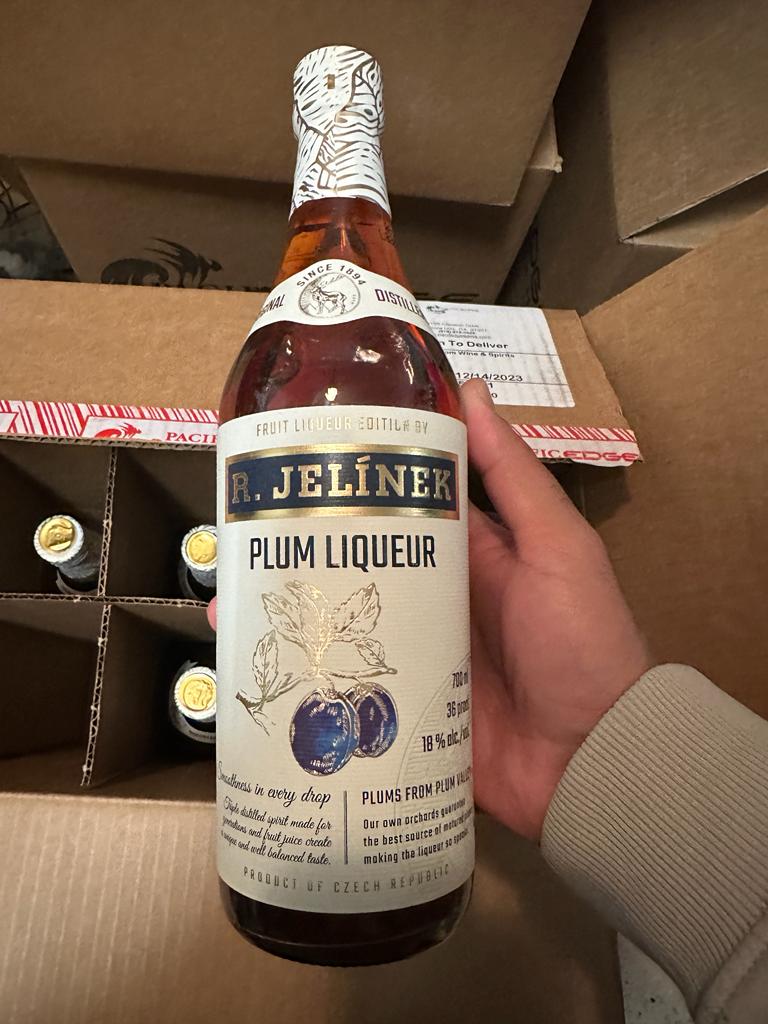 SINCE 1894
FRUIT LIQUEUR EDITION BY
R. JELÍNEK
PLUM LIQUEUR
700 ml
36 proof
18 % alc./vol.
Smoothness in every drop
Triple distilled spirit made for
generations and fruit juice create
a unique and well balanced taste.
PLUMS FROM PLUM VALLEY
Our own orchards guarantee
the best source of matured plums
making the liqueur so special.
PRODUCT OF CZECH REPUBLIC
To Deliver
Wine & Spirits
12/14/2023